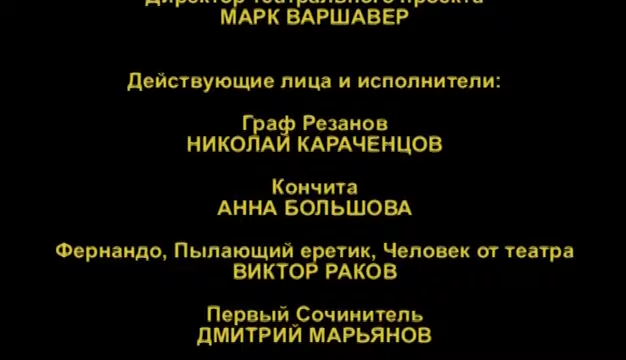 Директор театрального проекта
МАРК ВАРШАВЕР
Действующие лица и исполнители:
Граф Резанов
НИКОЛАЙ КАРАЧЕНЦОВ
Кончита
АННА БОЛЬШОВА
Фернандо, Пылающий еретик, Человек от театра
ВИКТОР РАКОВ
Первый Сочинитель
ДМИТРИЙ МАРЬЯНОВ